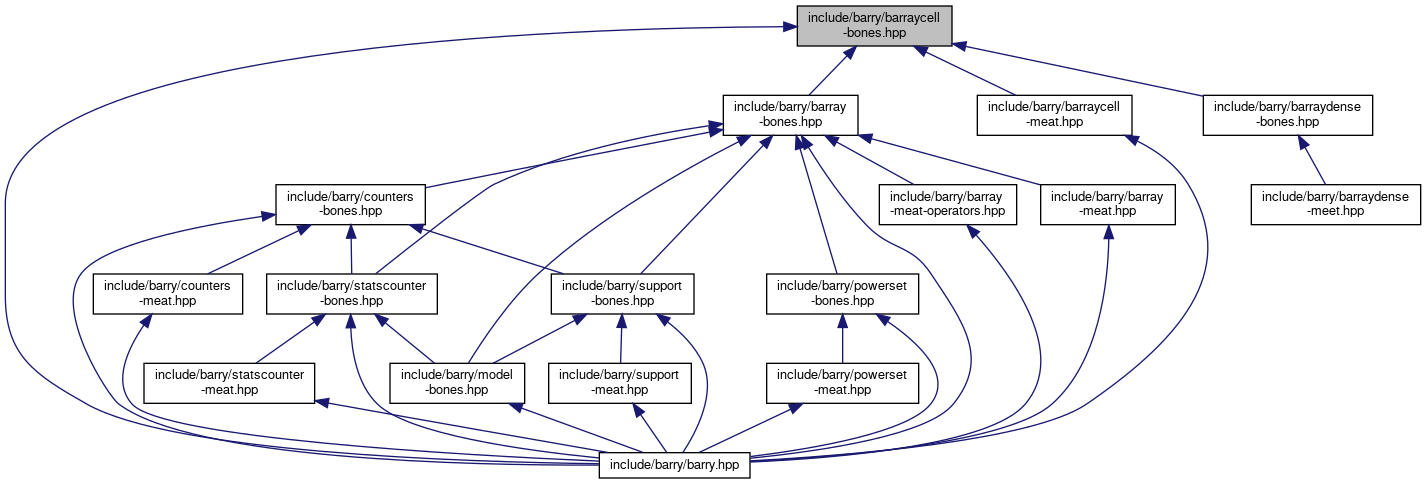 include/barry/barraycell
-bones.hpp
include/barry/barray
-bones.hpp
include/barry/barraycell
-meat.hpp
include/barry/barraydense
-bones.hpp
include/barry/counters
-bones.hpp
include/barry/barray
-meat-operators.hpp
include/barry/barray
-meat.hpp
include/barry/barraydense
-meet.hpp
include/barry/counters
-meat.hpp
include/barry/statscounter
-bones.hpp
include/barry/support
-bones.hpp
include/barry/powerset
-bones.hpp
include/barry/statscounter
-meat.hpp
include/barry/model
-bones.hpp
include/barry/support
-meat.hpp
include/barry/powerset
-meat.hpp
include/barry/barry.hpp